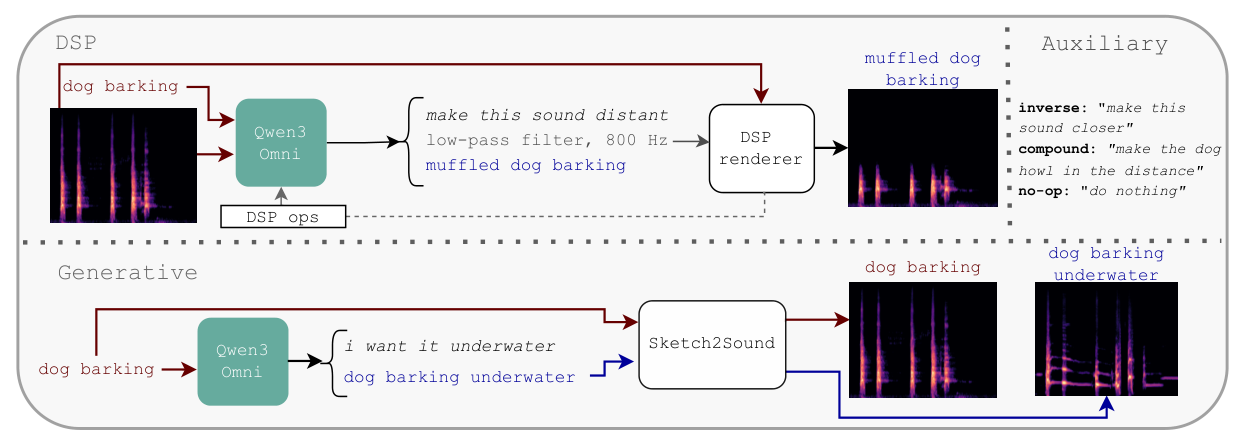 DSP
Auxiliary
muffled dog
barking
dog barking
Qwen3
Omni
make this sound distant
low-pass filter, 800 Hz
muffled dog barking
DSP
renderer
DSP ops
inverse: "make this
sound closer"
compound: "make the dog
howl in the distance"
no-op: "do nothing"
Generative
dog barking
Qwen3
Omni
i want it underwater
dog barking underwater
Sketch2Sound
dog barking
dog barking
underwater